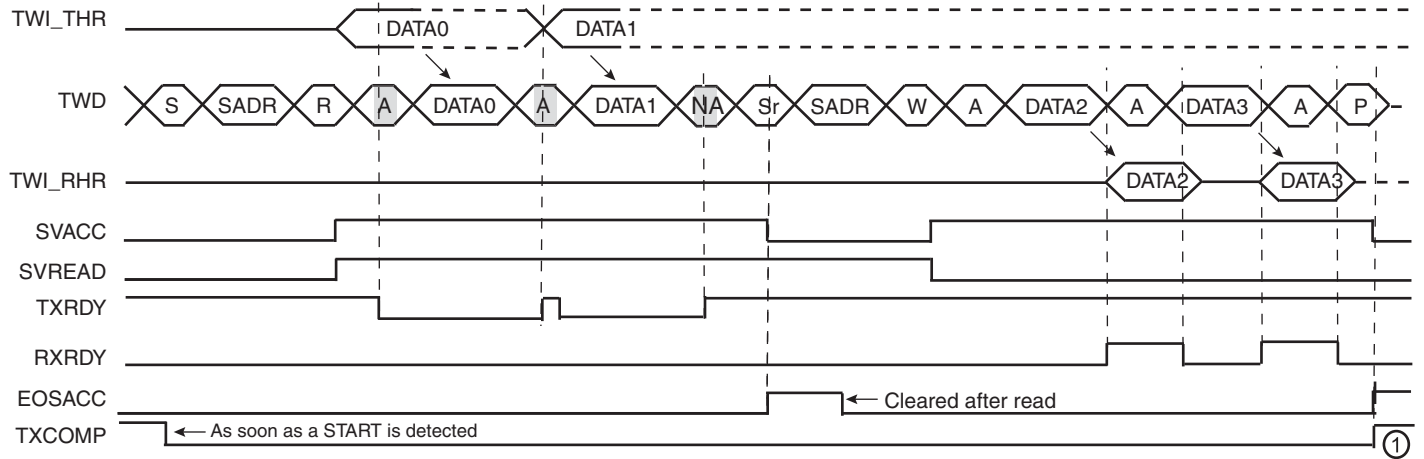 TWI_THR DATA0 DATA1
TWD S SADR R A DATA0 A DATA1 NA Sr SADR W A DATA2 A DATA3 A P
TWI_RHR DATA2 DATA3
SVACC
SVREAD
TXRDY
RXRDY
EOSACC Cleared after read
TXCOMP As soon as a START is detected 1